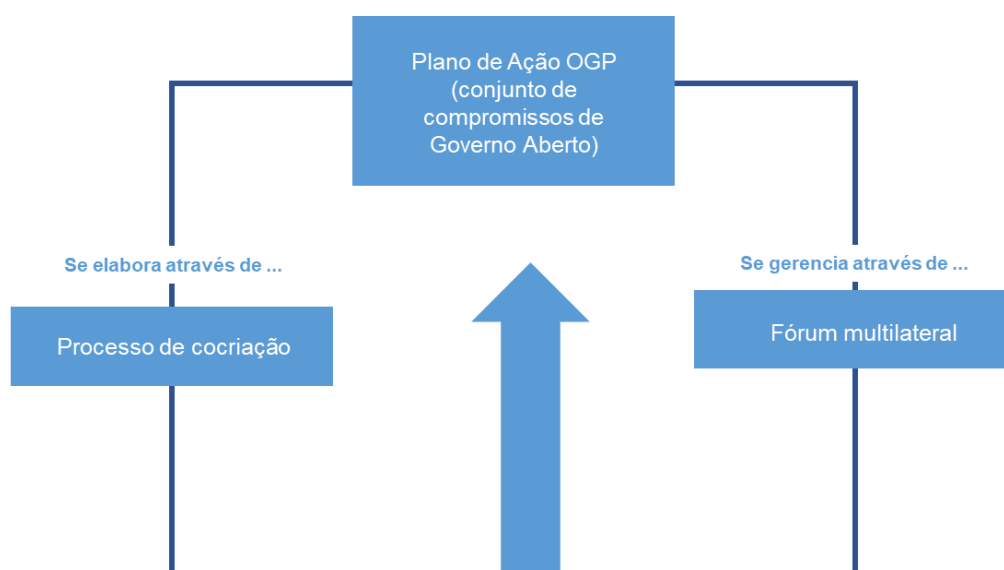 Plano de Ação OGP
(conjunto de
compromissos de
Governo Aberto)
Se elabora através de ...
Se gerencia através de ...
Processo de cocriação
Fórum multilateral